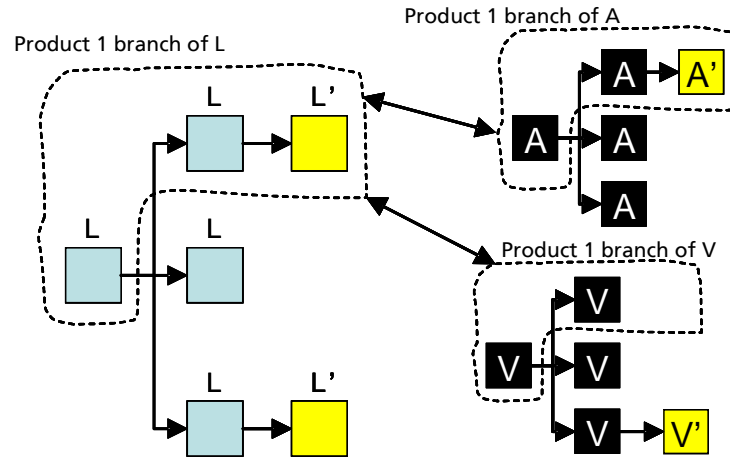 Product 1 branch of A
Product 1 branch of L
L
L'
A
A'
A
A
A
L
L
Product 1 branch of V
V
V
V
L
L'
V
V'